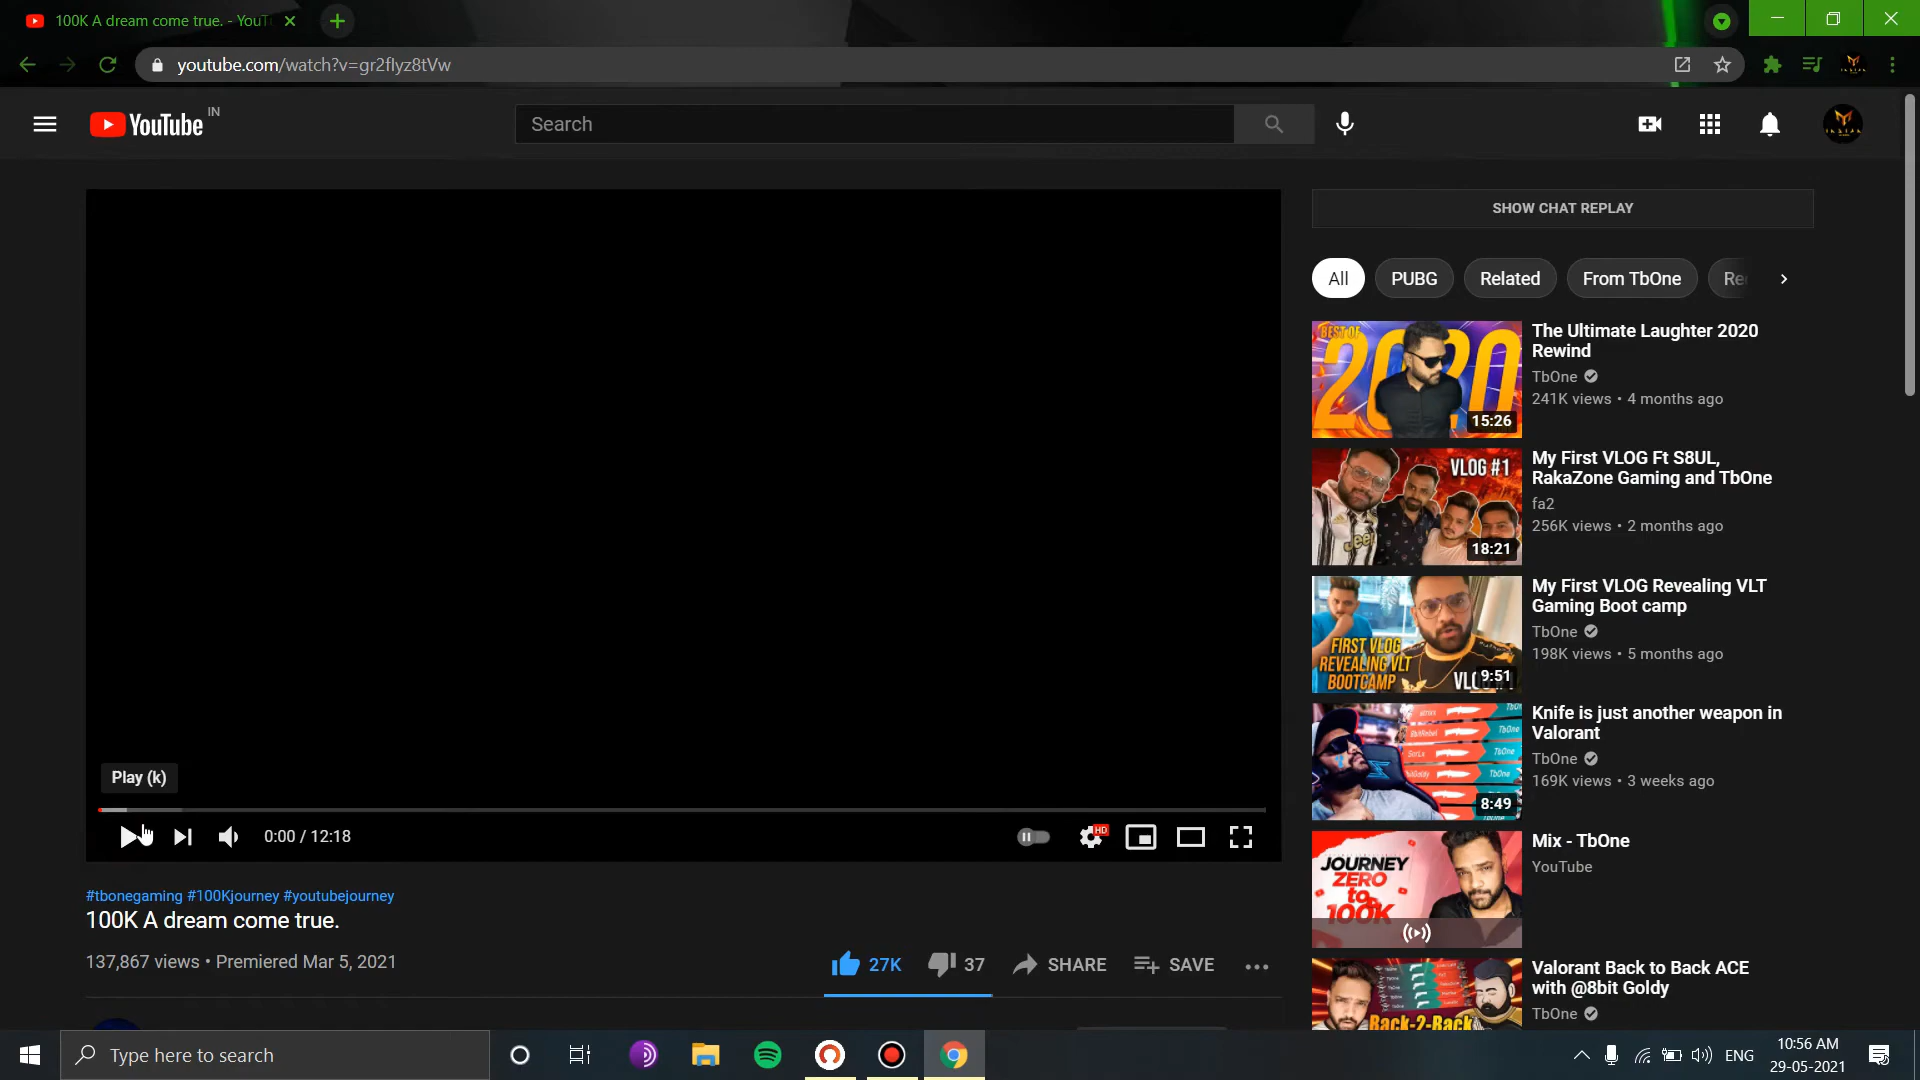 100K A dream come true. - YouT
youtube.com/watch?v=gr2flyz8tVw
YouTube IN
Search
SHOW CHAT REPLAY
All
PUBG
Related
From TbOne
BEST OF
2020
15:26
The Ultimate Laughter 2020
Rewind
TbOne
241K views • 4 months ago
VLOG #1
18:21
My First VLOG Ft S8UL,
RakaZone Gaming and TbOne
fa2
256K views • 2 months ago
FIRST VLOG
REVEALING VLT
BOOTCAMP
9:51
My First VLOG Revealing VLT
Gaming Boot camp
TbOne
198K views • 5 months ago
TbOne
TbOne
8:49
Knife is just another weapon in
Valorant
TbOne
169K views • 3 weeks ago
JOURNEY
ZERO
to
100K
Mix - TbOne
YouTube
Back-2-Back
Valorant Back to Back ACE
with @8bit Goldy
TbOne
Play (k)
0:00 / 12:18
HD
#tbonegaming #100Kjourney #youtubejourney
100K A dream come true.
137,867 views • Premiered Mar 5, 2021
27K
37
SHARE
SAVE
Type here to search
ENG
10:56 AM
29-05-2021